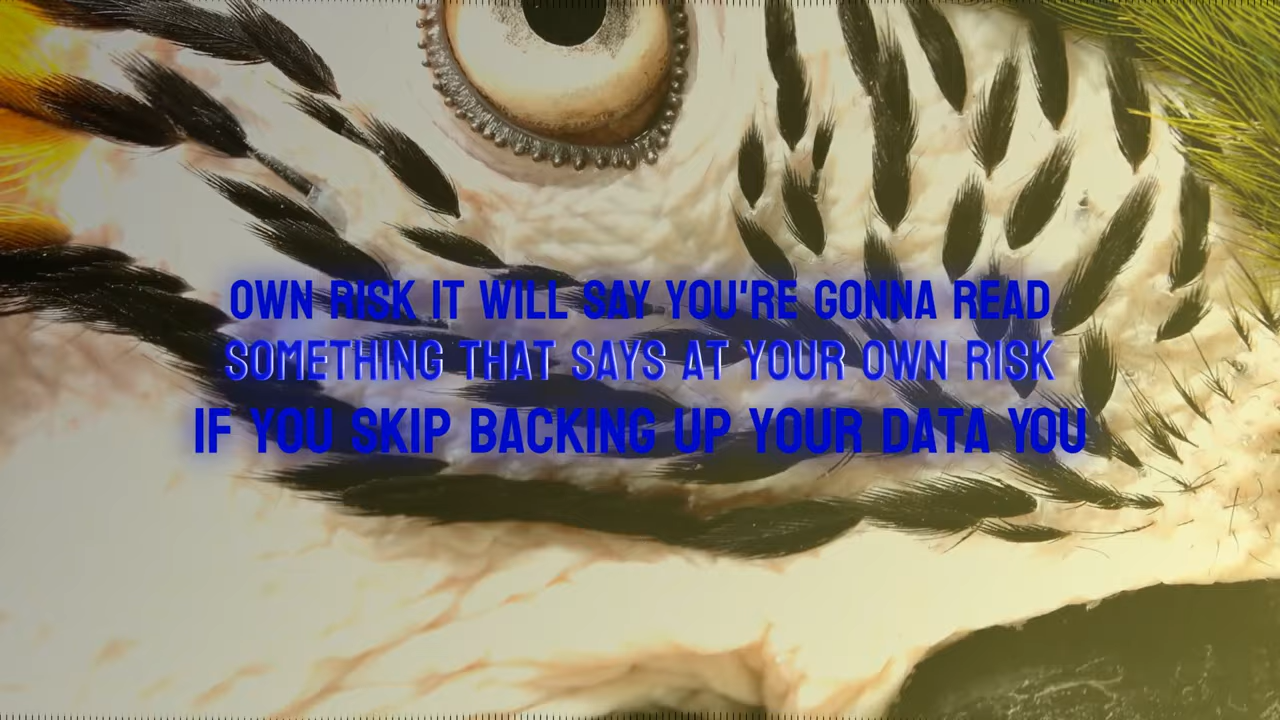 OWN RISK IT WILL SAY YOU'RE GONNA READ
SOMETHING THAT SAYS AT YOUR OWN RISK
IF YOU SKIP BACKING UP YOUR DATA YOU